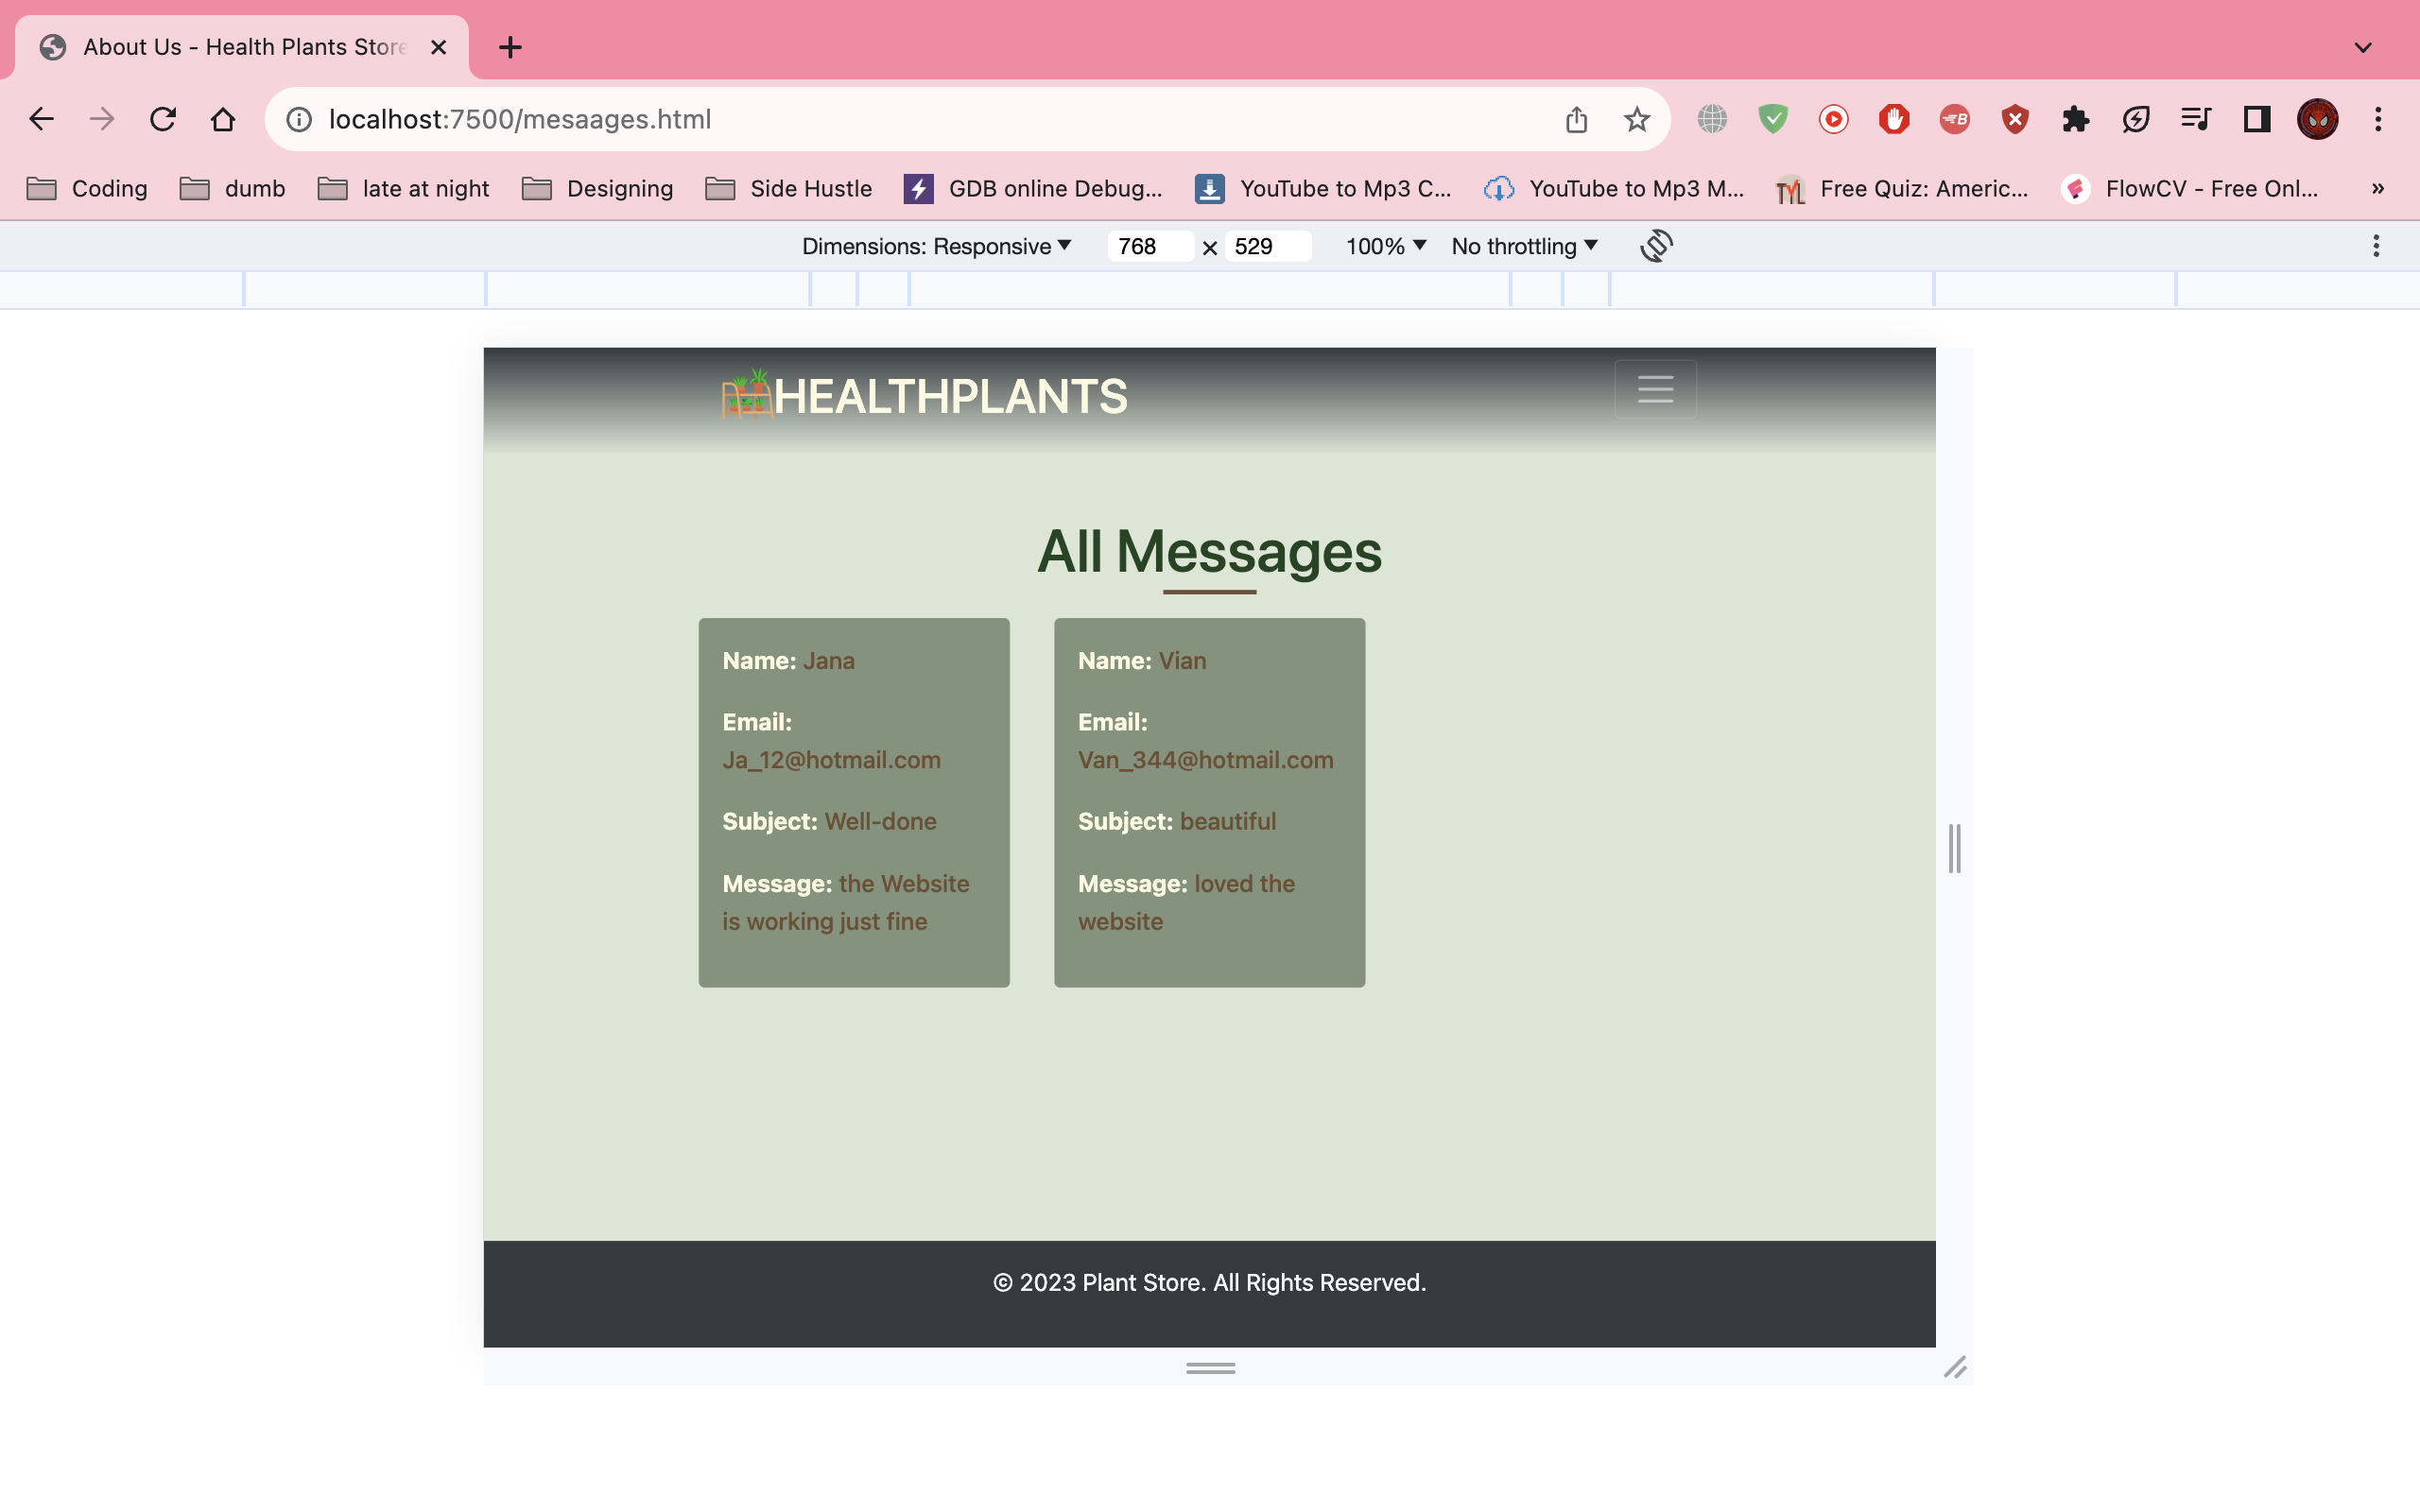 About Us - Health Plants Store
localhost:7500/mesaages.html
Coding dumb late at night Designing Side Hustle GDB online Debug... YouTube to Mp3 C... YouTube to Mp3 M... Free Quiz: Americ... FlowCV - Free Onl... »
Dimensions: Responsive 768 × 529 100% No throttling
HEALTHPLANTS
All Messages
Name: Jana
Email:
Ja_12@hotmail.com
Subject: Well-done
Message: the Website
is working just fine
Name: Vian
Email:
Van_344@hotmail.com
Subject: beautiful
Message: loved the
website
© 2023 Plant Store. All Rights Reserved.